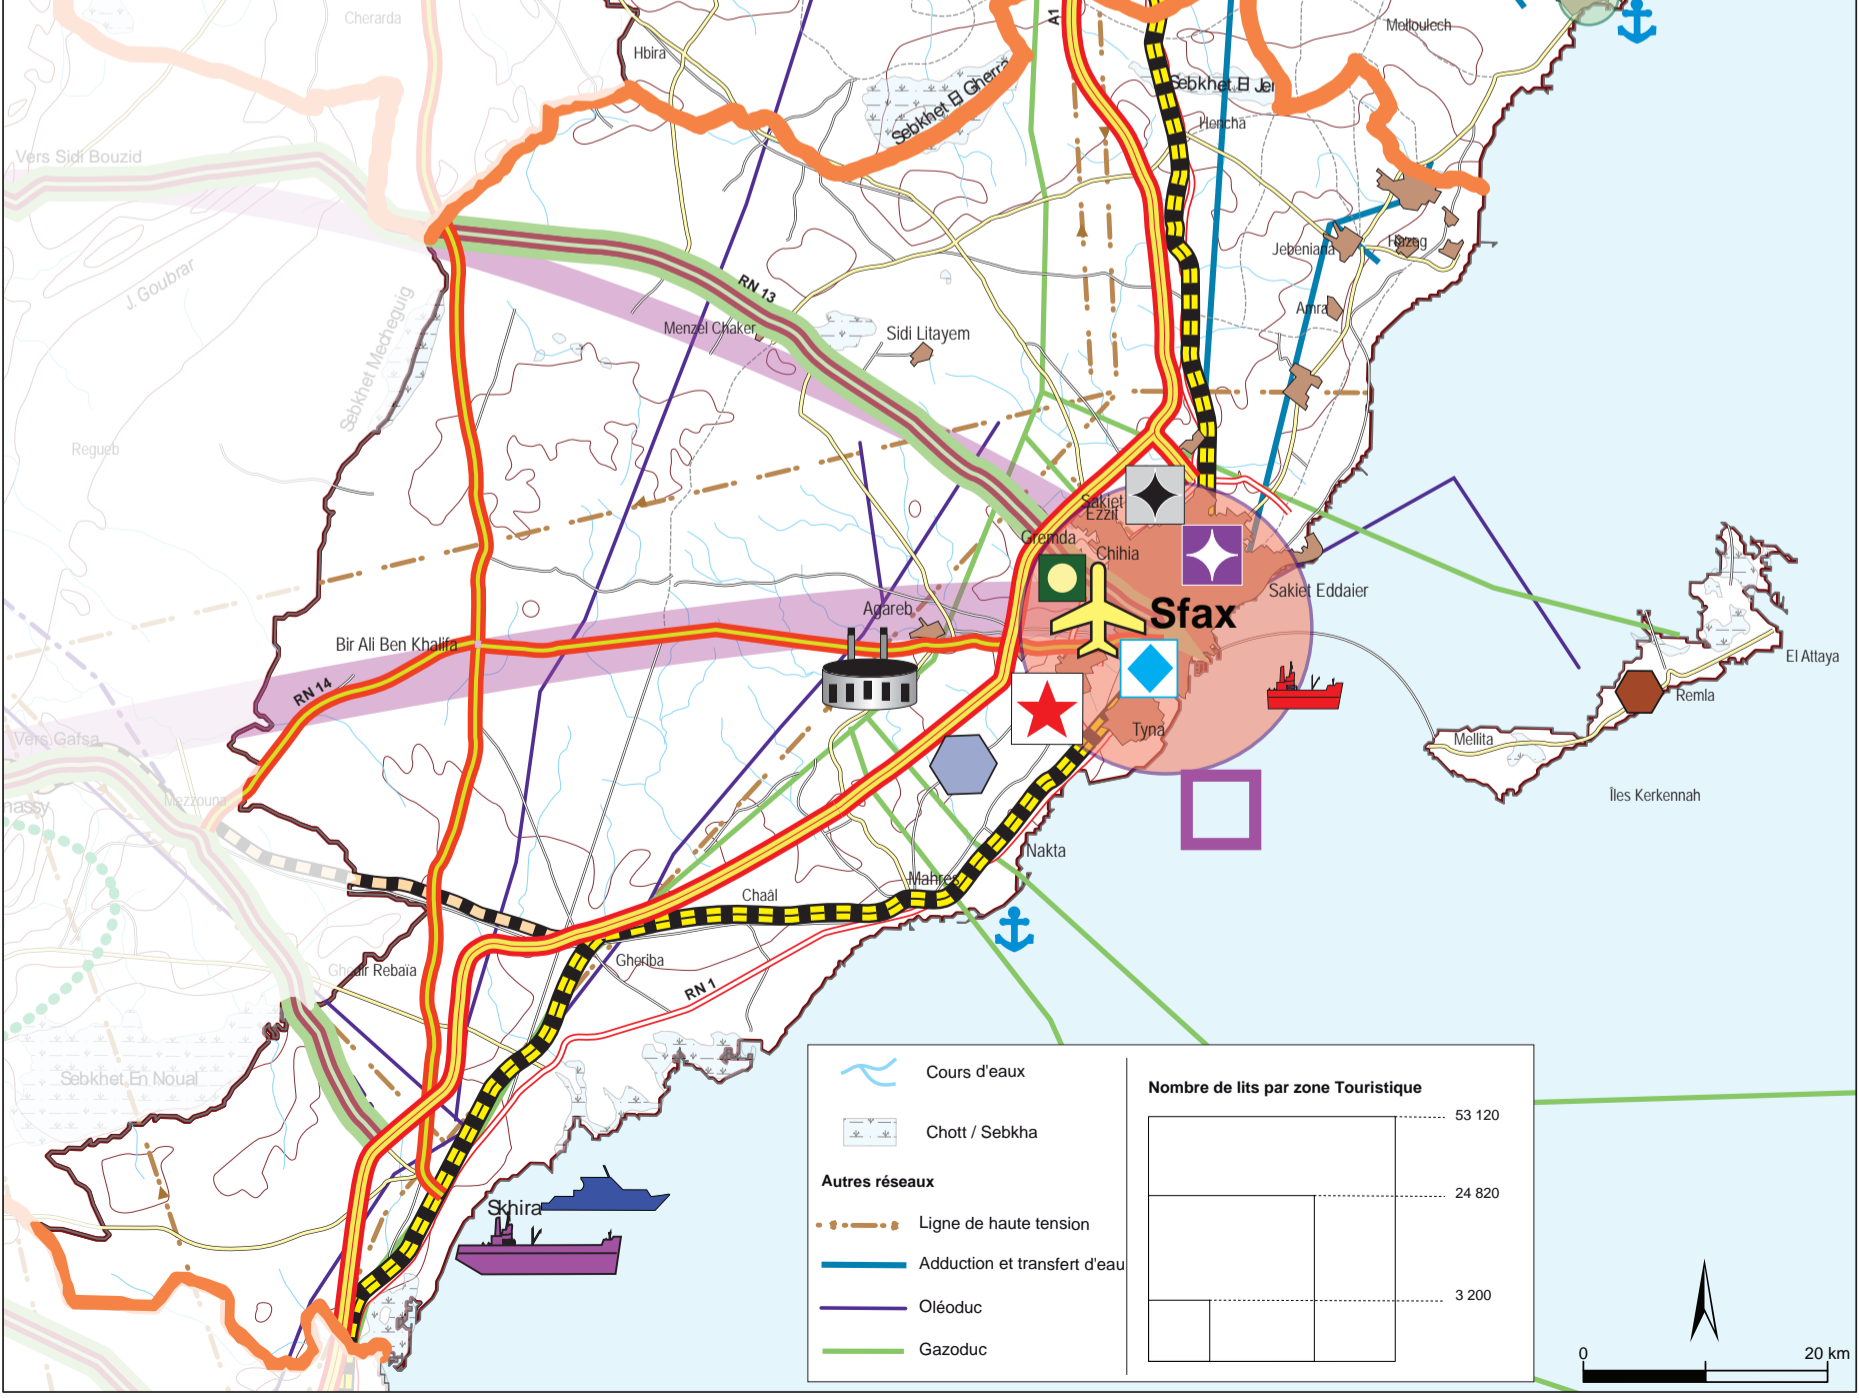 Cherarda
A1
Melloulech
Hbira
Sebkhet El Gherra
Sebkhet El Jem
Hencha
Vers Sidi Bouzid
J. Goubrar
Sebkhet Mecheguig
RN 13
Jebeniana
Hazeg
Amra
Menzel Chaker
Sidi Litayem
Regueb
Sakiet
Ezzit
Gremda
Chihia
Sakiet Eddaier
Sfax
Agareb
Bir Ali Ben Khalifa
RN 14
El Attaya
Remla
Mellita
Îles Kerkennah
Tyna
Vers Gafsa
Mezzouna
nassy
Nakta
Mahres
Chaâl
Gheriba
Ghedir Rebaïa
RN 1
Sebkhet En Noual
Skhira
Cours d'eaux
Chott / Sebkha
Autres réseaux
Ligne de haute tension
Adduction et transfert d'eau
Oléoduc
Gazoduc
Nombre de lits par zone Touristique
53 120
24 820
3 200
0
20 km